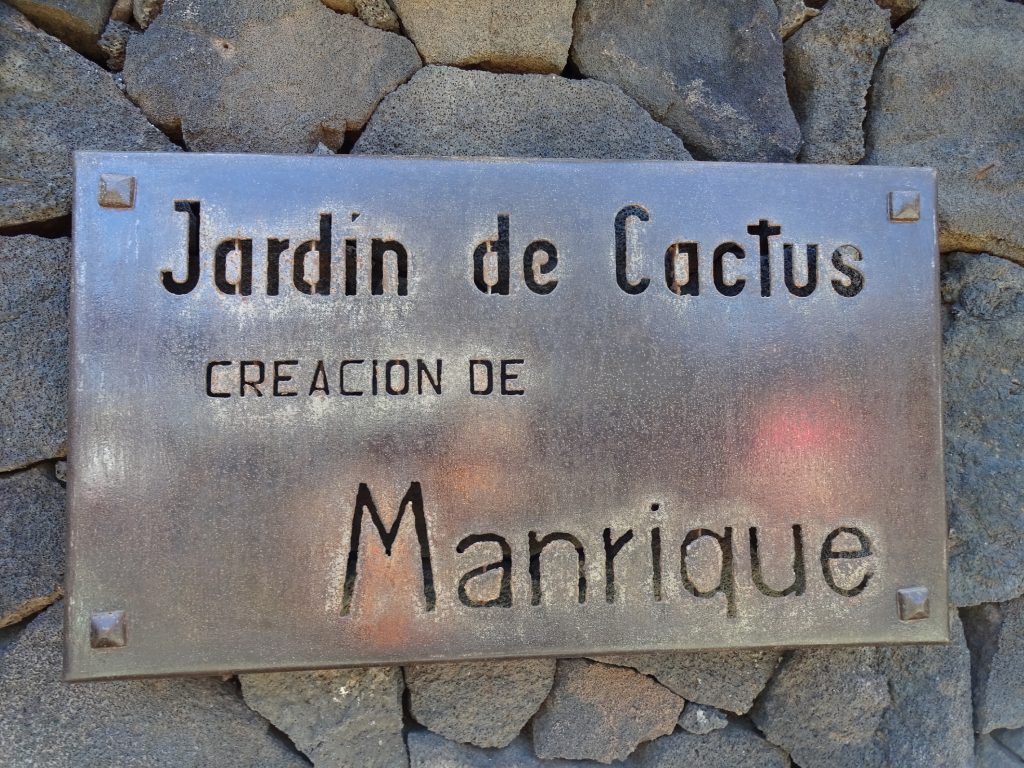 Jardín de Cactus
CREACION DE
Manrique